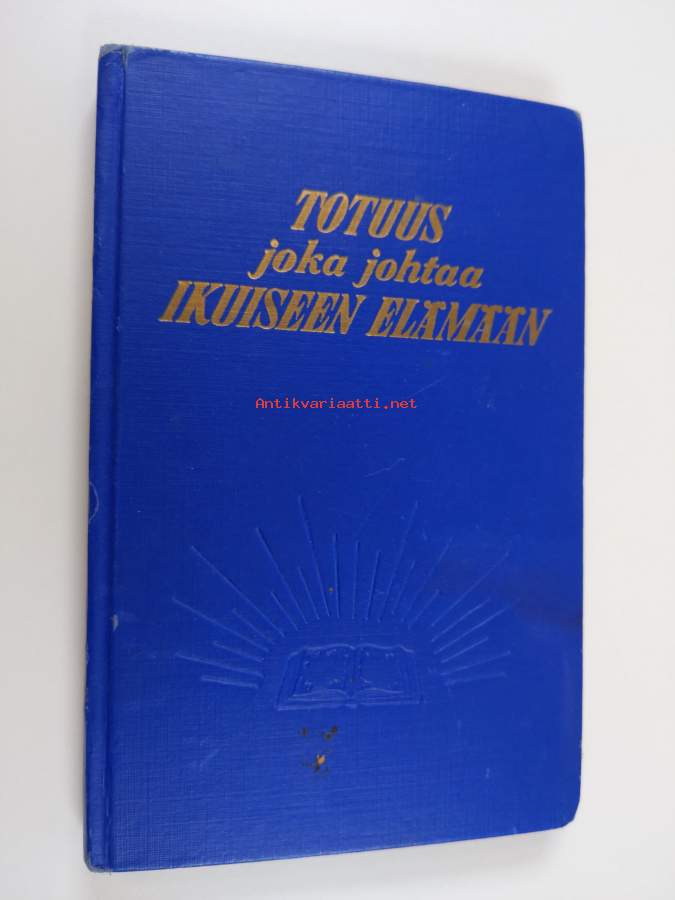 TOTUUS
joka johtaa
IKUISEEN ELÄMÄÄN
Antikvariaatti.net